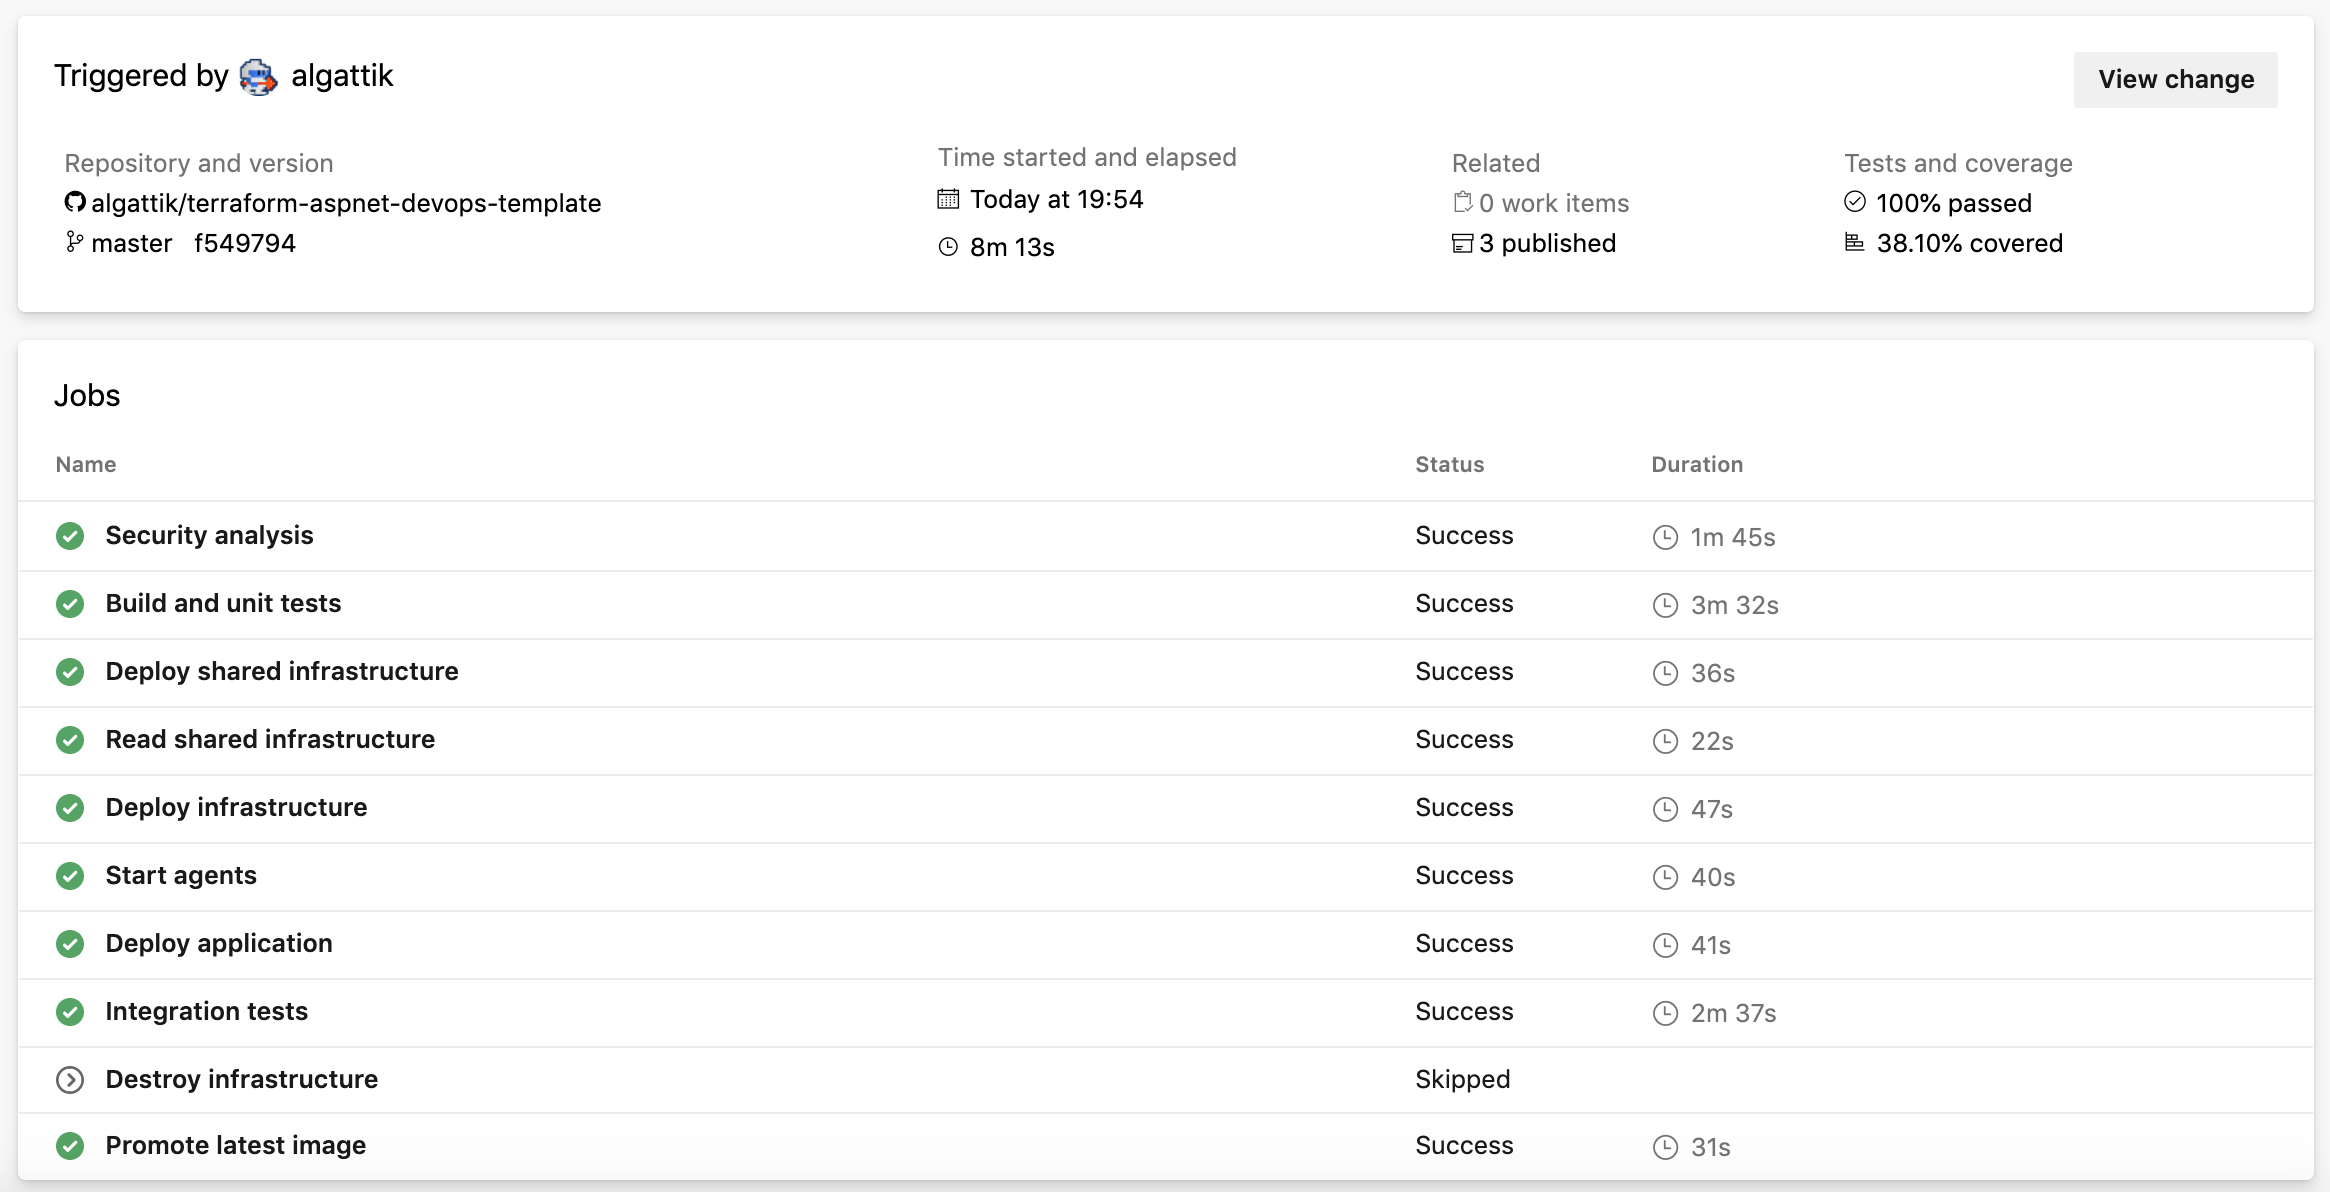 Triggered by algattik
View change
Repository and version
algattik/terraform-aspnet-devops-template
master f549794
Time started and elapsed
Today at 19:54
8m 13s
Related
0 work items
3 published
Tests and coverage
100% passed
38.10% covered
Jobs
Name Status Duration
Security analysis Success 1m 45s
Build and unit tests Success 3m 32s
Deploy shared infrastructure Success 36s
Read shared infrastructure Success 22s
Deploy infrastructure Success 47s
Start agents Success 40s
Deploy application Success 41s
Integration tests Success 2m 37s
Destroy infrastructure Skipped
Promote latest image Success 31s